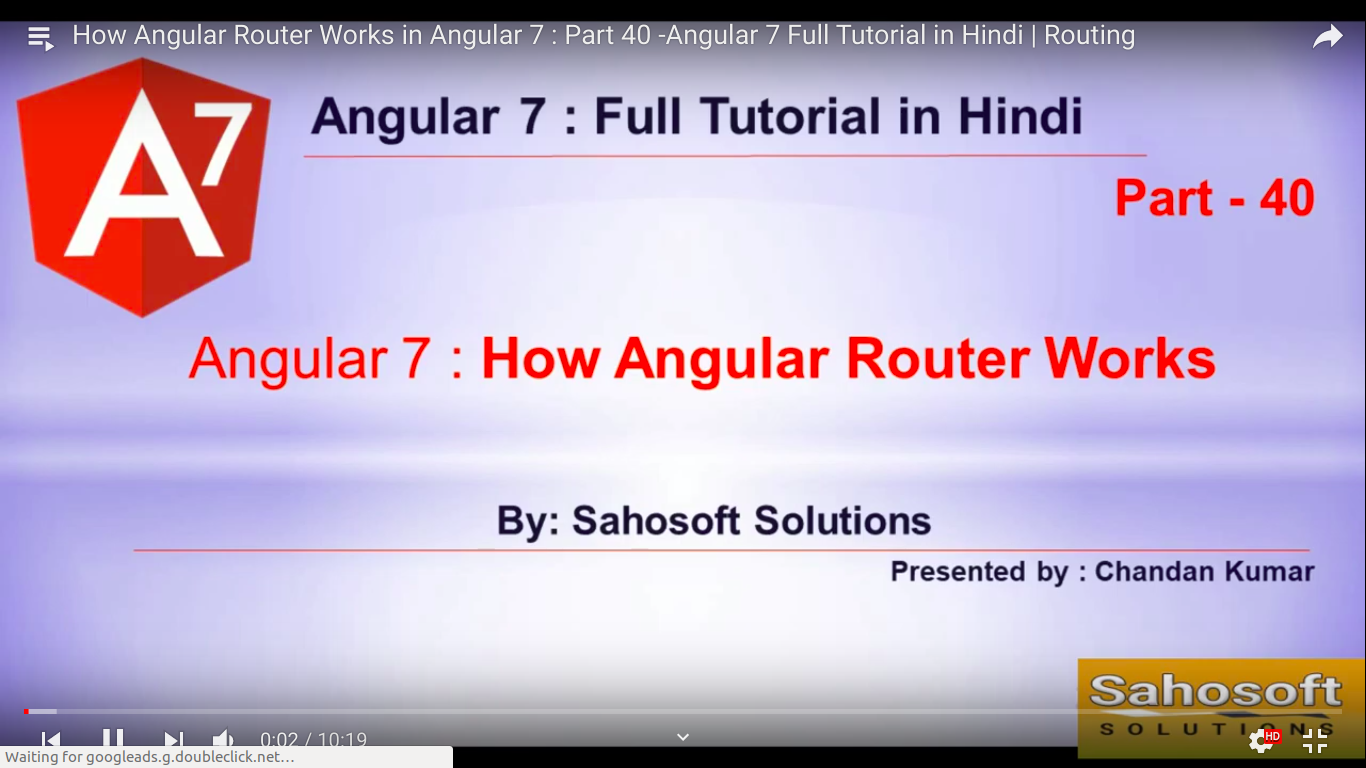 How Angular Router Works in Angular 7 : Part 40 -Angular 7 Full Tutorial in Hindi | Routing
A7
Angular 7 : Full Tutorial in Hindi
Part - 40
Angular 7 : How Angular Router Works
By: Sahosoft Solutions
Presented by : Chandan Kumar
Sahosoft
SOLUTIONS
0:02 / 10:19
HD
Waiting for googleads.g.doubleclick.net…